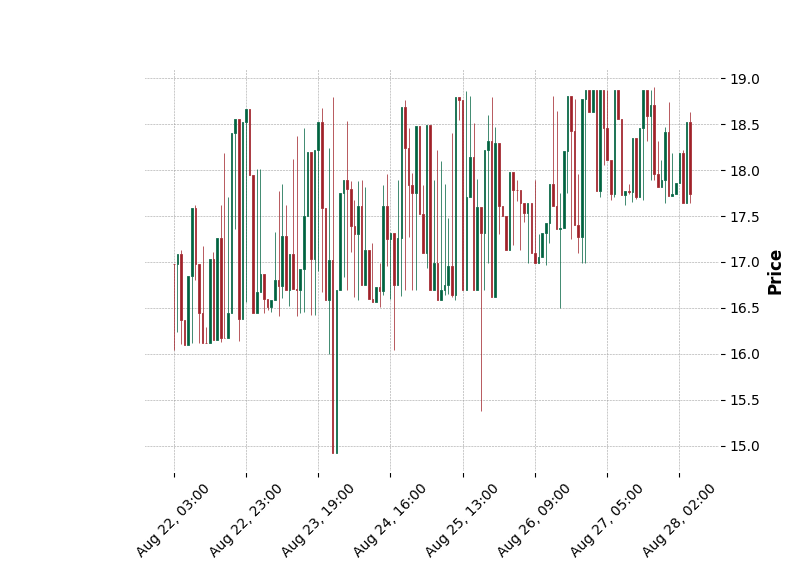 19.0
18.5
18.0
17.5
17.0
16.5
16.0
15.5
15.0
Price
Aug 22, 03:00
Aug 22, 23:00
Aug 23, 19:00
Aug 24, 16:00
Aug 25, 13:00
Aug 26, 09:00
Aug 27, 05:00
Aug 28, 02:00